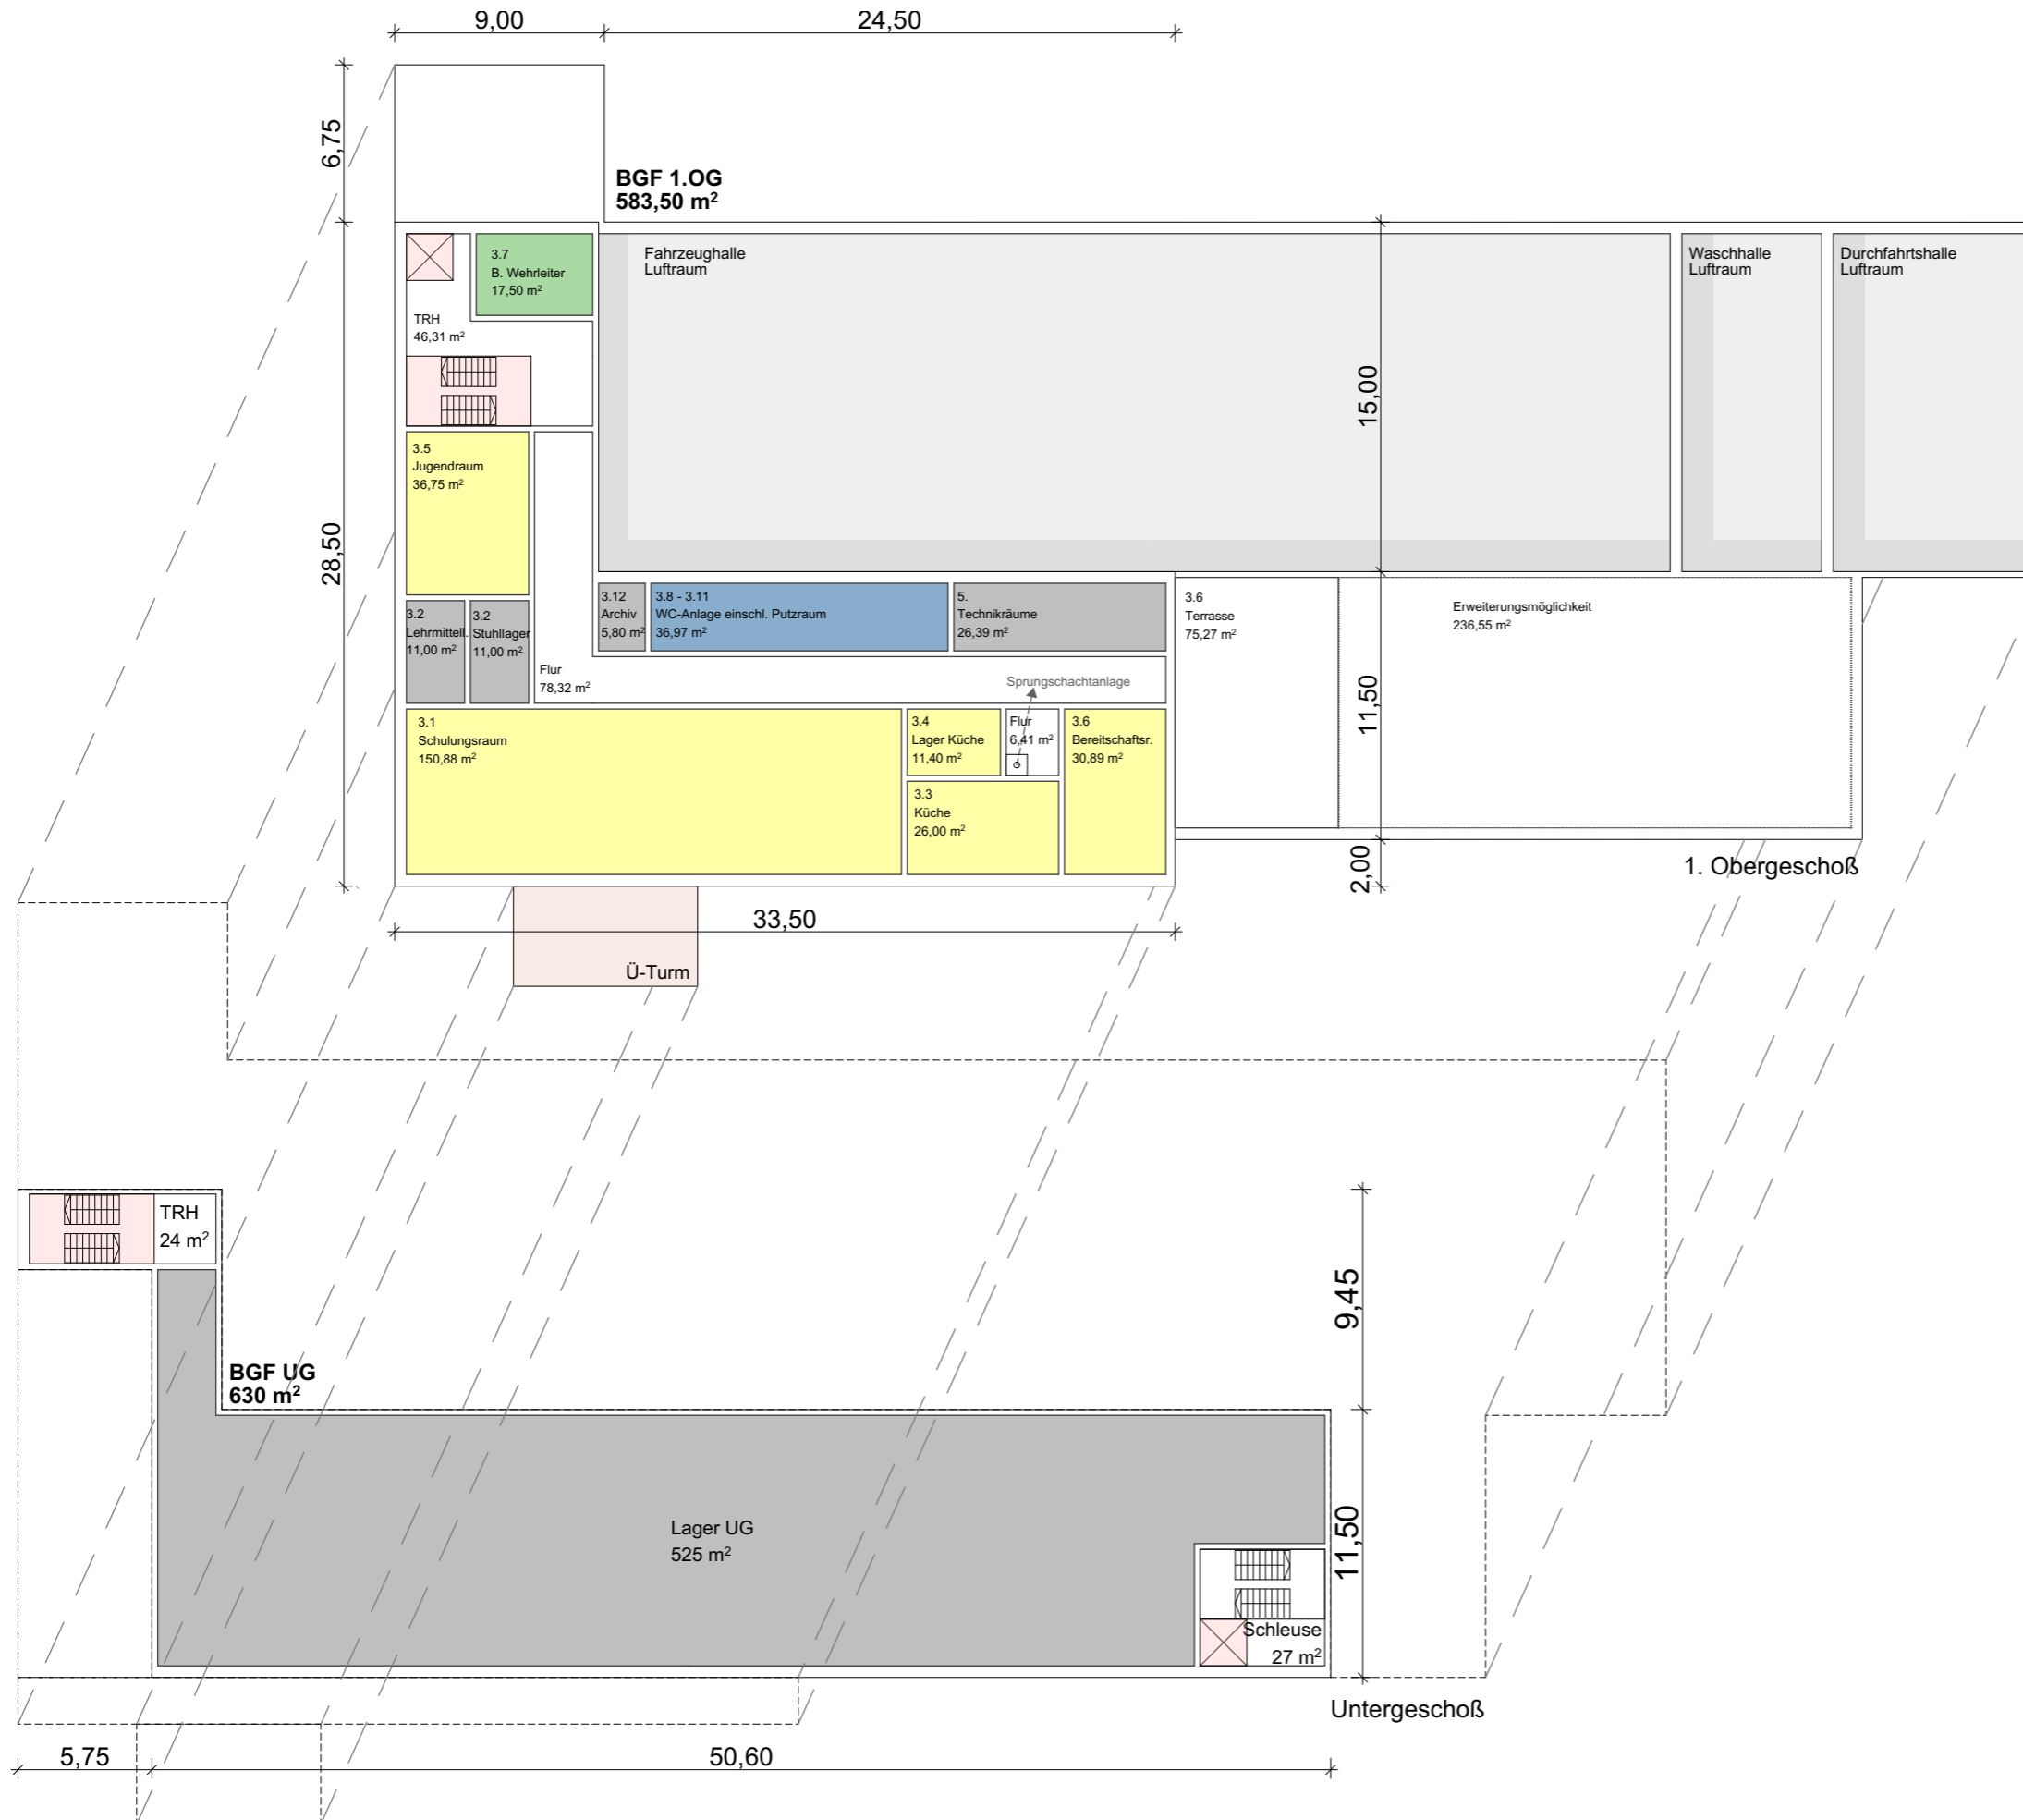 9,00
24,50
6,75
BGF 1.OG
583,50 m²
3.7
B. Wehrleiter
17,50 m²
Fahrzeughalle
Luftraum
Waschhalle
Luftraum
Durchfahrtshalle
Luftraum
TRH
46,31 m²
15,00
28,50
3.5
Jugendraum
36,75 m²
3.2
Lehrmittell.
11,00 m²
3.2
Stuhllager
11,00 m²
3.12
Archiv
5,80 m²
3.8 - 3.11
WC-Anlage einschl. Putzraum
36,97 m²
5.
Technikräume
26,39 m²
3.6
Terrasse
75,27 m²
Erweiterungsmöglichkeit
236,55 m²
Flur
78,32 m²
Sprungschachtanlage
11,50
3.1
Schulungsraum
150,88 m²
3.4
Lager Küche
11,40 m²
Flur
6,41 m²
3.6
Bereitschaftsr.
30,89 m²
3.3
Küche
26,00 m²
2,00
1. Obergeschoß
33,50
Ü-Turm
TRH
24 m²
9,45
BGF UG
630 m²
Lager UG
525 m²
11,50
Schleuse
27 m²
Untergeschoß
5,75
50,60